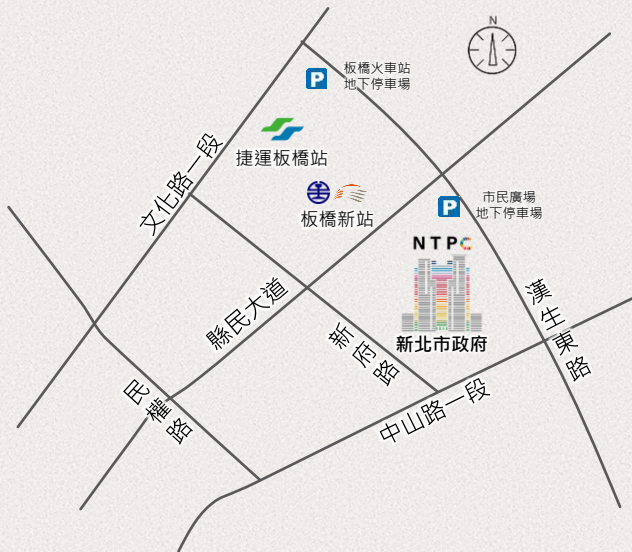 N
P
板橋火車站
地下停車場
捷運板橋站
文化路一段
板橋新站
P
市民廣場
地下停車場
NTPC
新北市政府
縣民大道
新府路
漢生東路
民權路
中山路一段